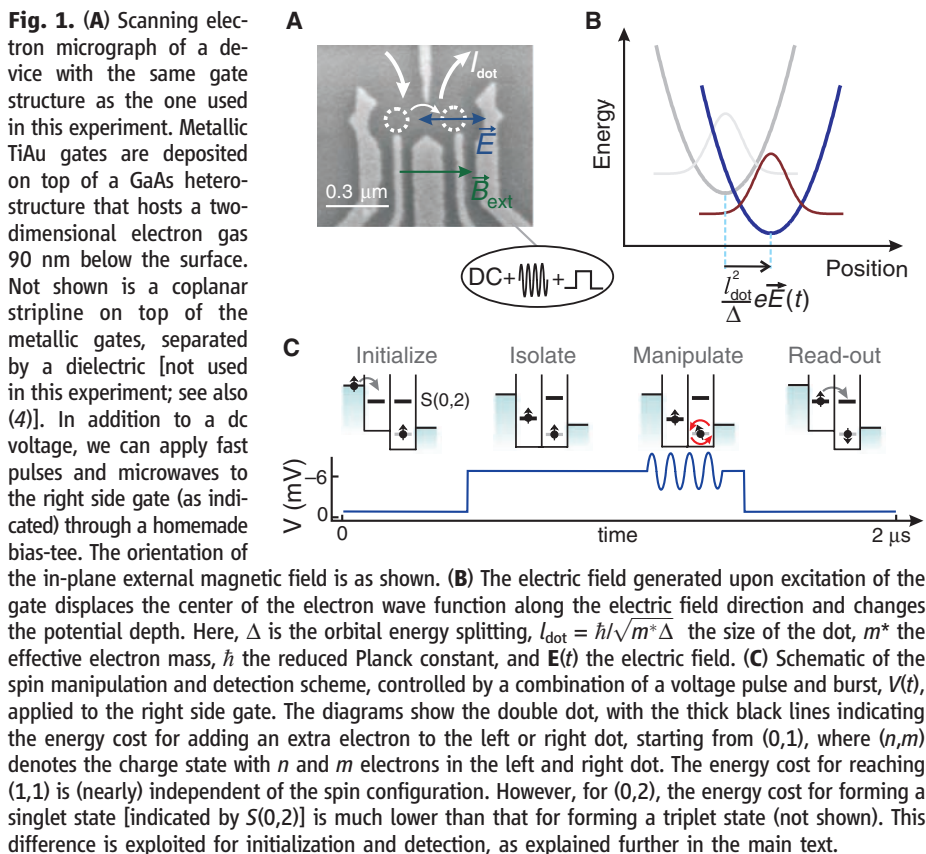 Fig. 1. (A) Scanning elec-
tron micrograph of a de-
vice with the same gate
structure as the one used
in this experiment. Metallic
TiAu gates are deposited
on top of a GaAs hetero-
structure that hosts a two-
dimensional electron gas
90 nm below the surface.
Not shown is a coplanar
stripline on top of the
metallic gates, separated
by a dielectric [not used
in this experiment; see also
(4)]. In addition to a dc
voltage, we can apply fast
pulses and microwaves to
the right side gate (as indi-
cated) through a homemade
bias-tee. The orientation of
the in-plane external magnetic field is as shown. (B) The electric field generated upon excitation of the
gate displaces the center of the electron wave function along the electric field direction and changes
the potential depth. Here, Δ is the orbital energy splitting, l_dot = ℏ/√(m*Δ) the size of the dot, m* the
effective electron mass, ℏ the reduced Planck constant, and E(t) the electric field. (C) Schematic of the
spin manipulation and detection scheme, controlled by a combination of a voltage pulse and burst, V(t),
applied to the right side gate. The diagrams show the double dot, with the thick black lines indicating
the energy cost for adding an extra electron to the left or right dot, starting from (0,1), where (n,m)
denotes the charge state with n and m electrons in the left and right dot. The energy cost for reaching
(1,1) is (nearly) independent of the spin configuration. However, for (0,2), the energy cost for forming a
singlet state [indicated by S(0,2)] is much lower than that for forming a triplet state (not shown). This
difference is exploited for initialization and detection, as explained further in the main text.
A
I_dot
E⃗
B⃗_ext
0.3 μm
DC+ +
B
Energy
Position
l²_dot/Δ eE⃗(t)
C
Initialize Isolate Manipulate Read-out
S(0,2)
V (mV)
–6
0
0 time 2 μs